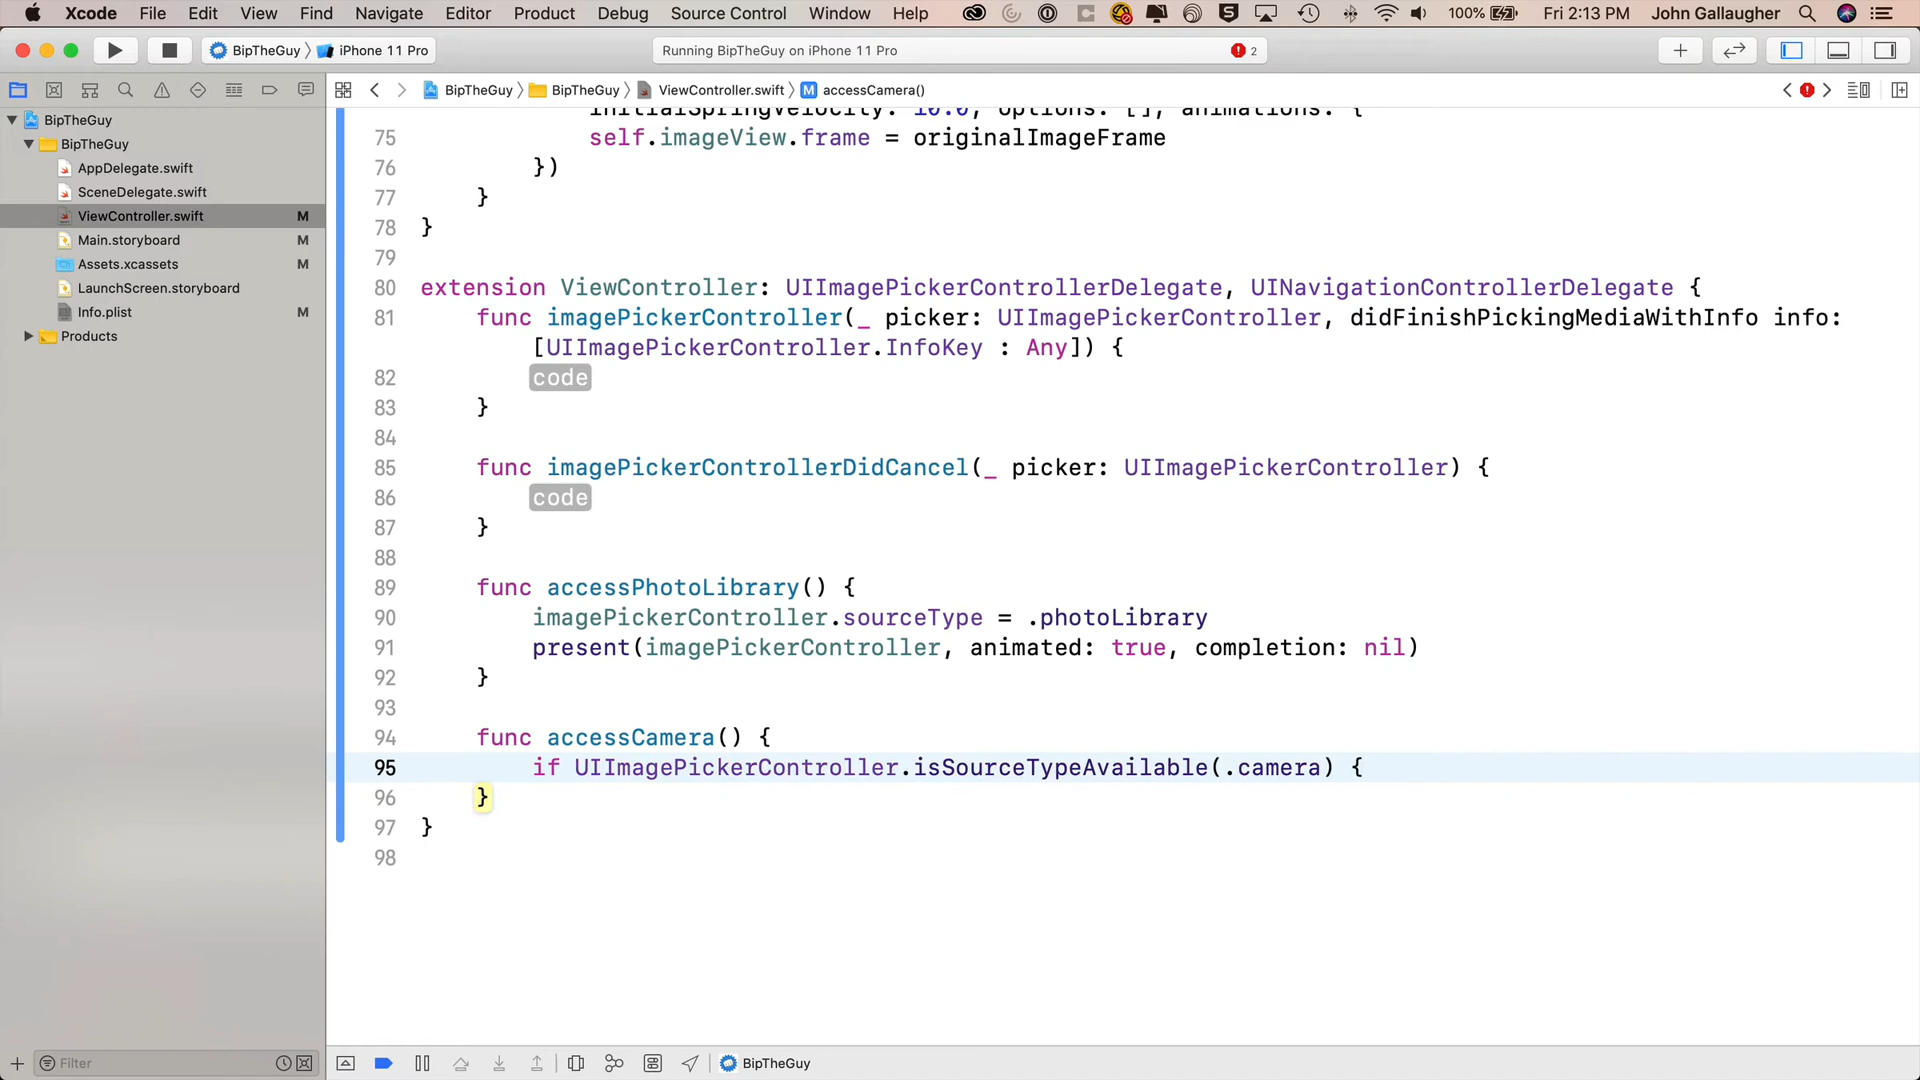 Xcode File Edit View Find Navigate Editor Product Debug Source Control Window Help 100% Fri 2:13 PM John Gallaugher
BipTheGuy iPhone 11 Pro Running BipTheGuy on iPhone 11 Pro 2
BipTheGuy BipTheGuy ViewController.swift M accessCamera()
BipTheGuy
BipTheGuy
AppDelegate.swift
SceneDelegate.swift
ViewController.swift M
Main.storyboard M
Assets.xcassets M
LaunchScreen.storyboard
Info.plist M
Products
initialSpringVelocity: 10.0, options: [], animations: {
75 self.imageView.frame = originalImageFrame
76 })
77 }
78 }
79
80 extension ViewController: UIImagePickerControllerDelegate, UINavigationControllerDelegate {
81 func imagePickerController(_ picker: UIImagePickerController, didFinishPickingMediaWithInfo info:
[UIImagePickerController.InfoKey : Any]) {
82 code
83 }
84
85 func imagePickerControllerDidCancel(_ picker: UIImagePickerController) {
86 code
87 }
88
89 func accessPhotoLibrary() {
90 imagePickerController.sourceType = .photoLibrary
91 present(imagePickerController, animated: true, completion: nil)
92 }
93
94 func accessCamera() {
95 if UIImagePickerController.isSourceTypeAvailable(.camera) {
96 }
97 }
98
Filter
BipTheGuy